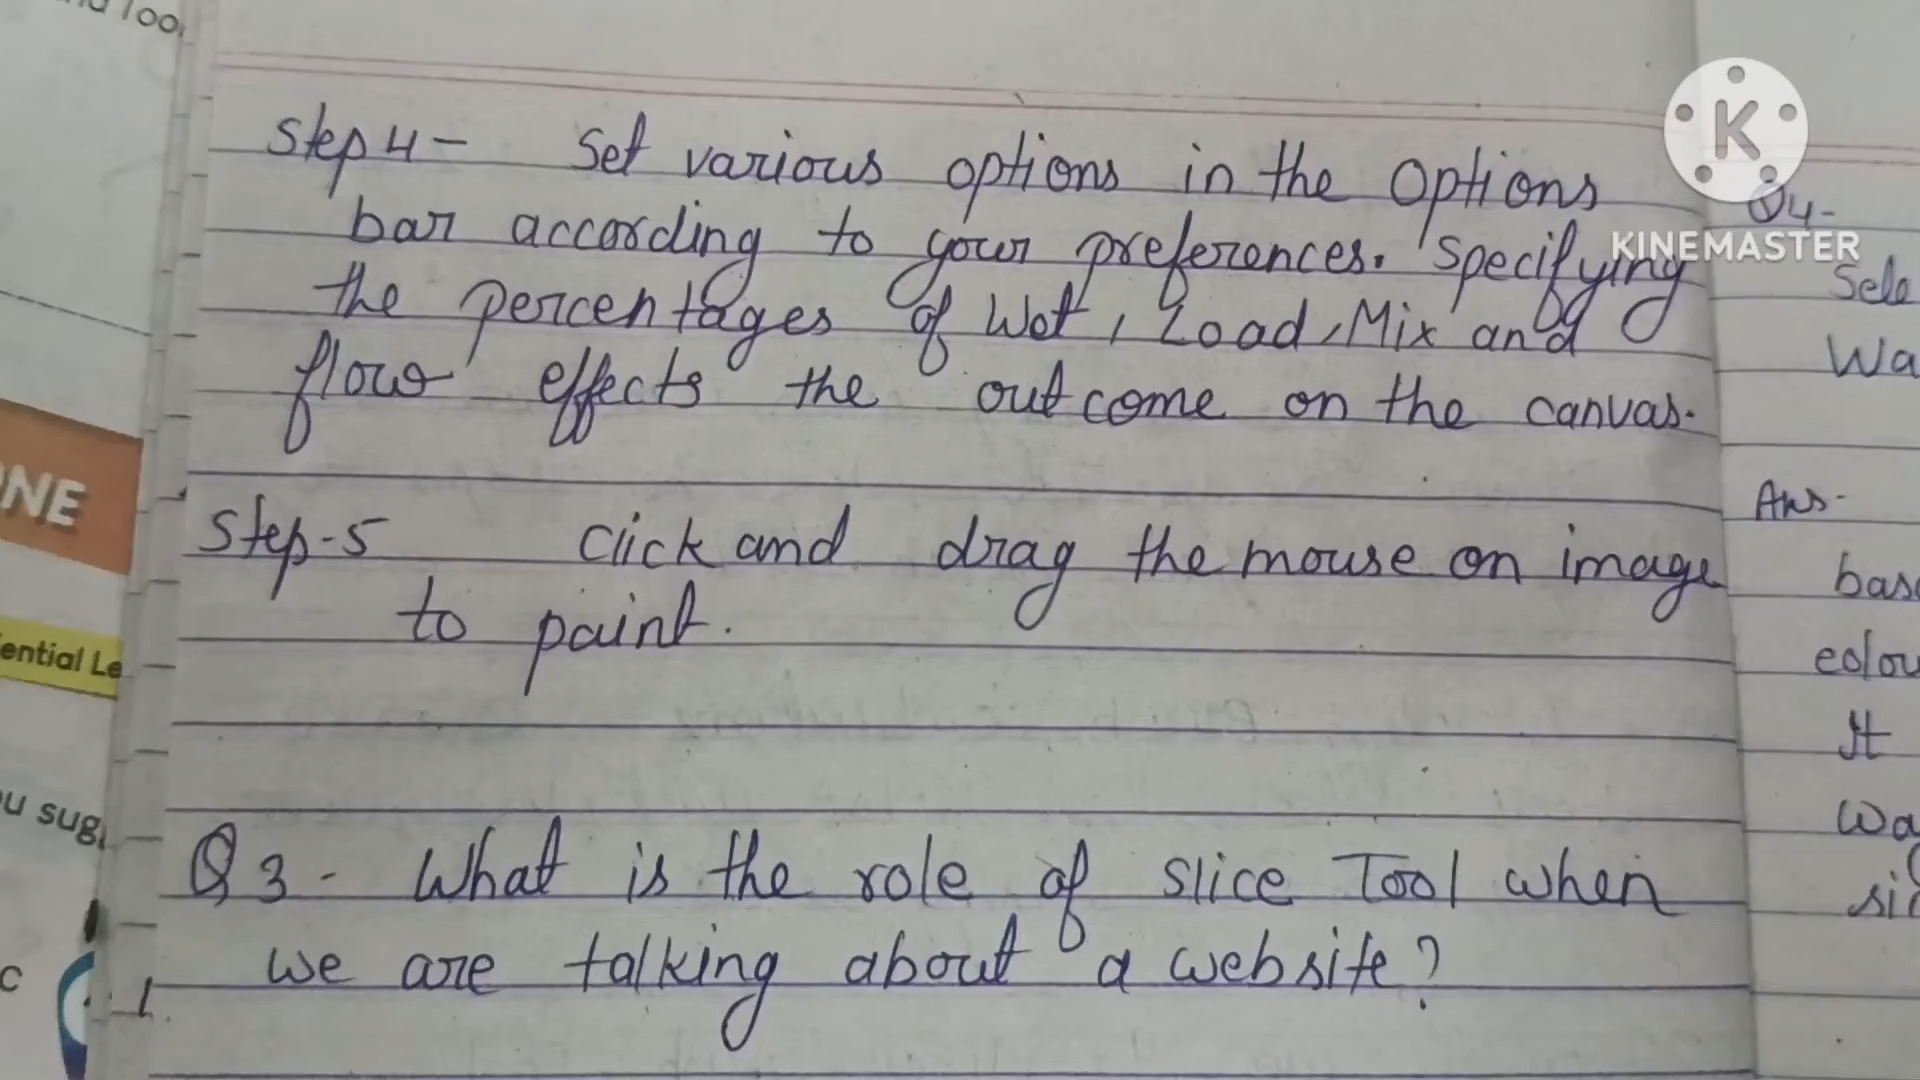 Too
Step 4- Set various options in the Options
bar according to your preferences. Specifying
the percentages of Wet, Load, Mix and
flow effects the outcome on the canvas.
Step-5 Click and drag the mouse on image
to paint.
Q3- What is the role of slice Tool when
we are talking about a website?
NE
ential Le
u sug
c
Q4-
Sele
Wa
Ans-
bas
colou
It
wa
si
K
KINEMASTER